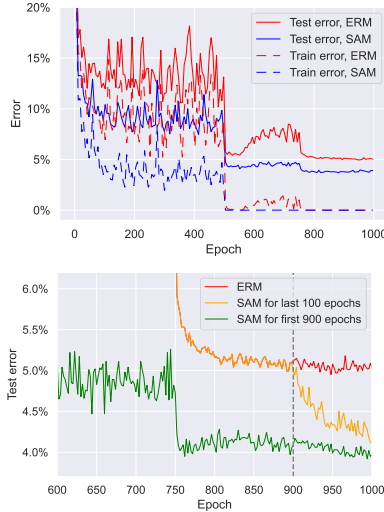 20%
15%
10%
5%
0%
Error
Test error, ERM
Test error, SAM
Train error, ERM
Train error, SAM
0 200 400 600 800 1000
Epoch
6.0%
5.5%
5.0%
4.5%
4.0%
Test error
ERM
SAM for last 100 epochs
SAM for first 900 epochs
600 650 700 750 800 850 900 950 1000
Epoch